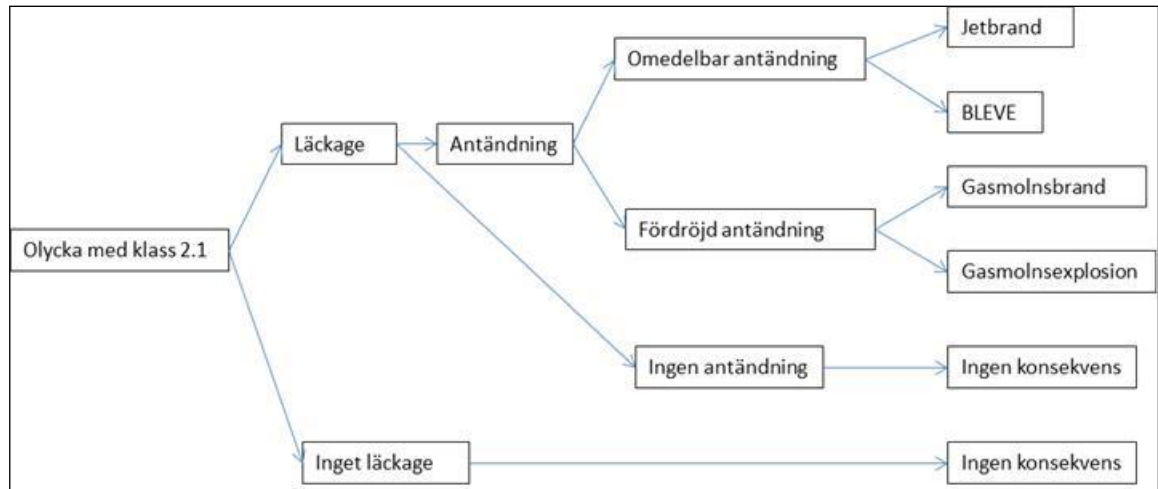 Jetbrand
Omedelbar antändning
BLEVE
Läckage
Antändning
Gasmolnsbrand
Fördröjd antändning
Olycka med klass 2.1
Gasmolnsexplosion
Ingen antändning
Ingen konsekvens
Inget läckage
Ingen konsekvens